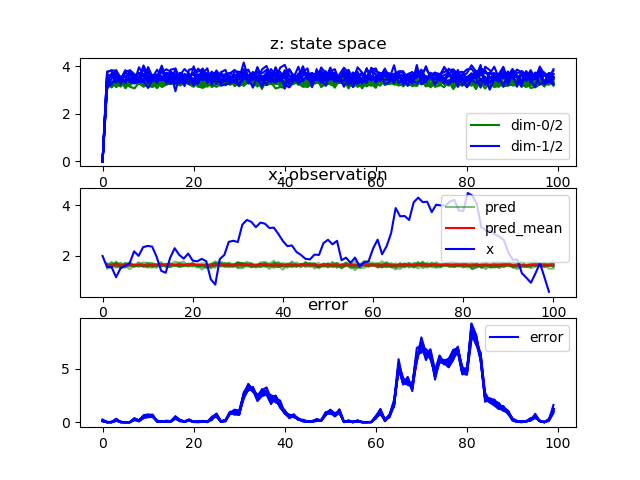 z: state space
4
2
0
dim-0/2
dim-1/2
0 20 40 60 80 100
x: observation
4
2
pred
pred_mean
x
0 20 40 60 80 100
error
5
0
error
0 20 40 60 80 100